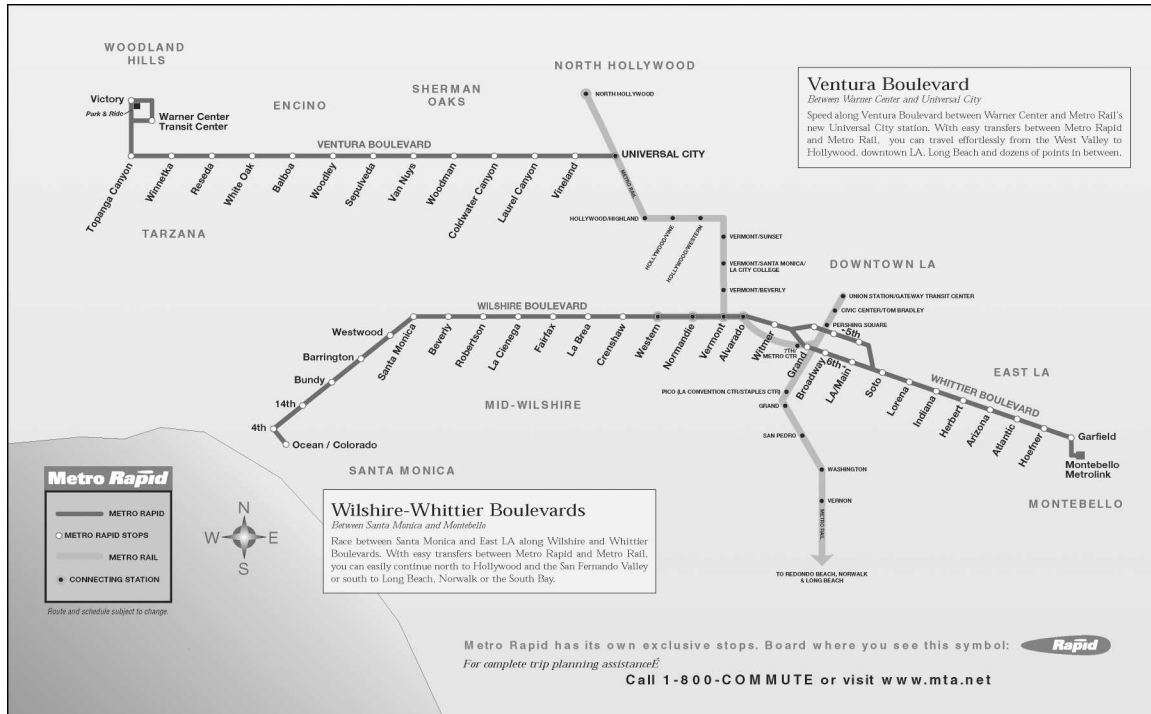 WOODLAND
HILLS
Victory
Park & Ride
Warner Center
Transit Center
ENCINO
SHERMAN
OAKS
NORTH HOLLYWOOD
NORTH HOLLYWOOD
VENTURA BOULEVARD
UNIVERSAL CITY
Topanga Canyon
Winnetka
Reseda
White Oak
Balboa
Woodley
Sepulveda
Van Nuys
Woodman
Coldwater Canyon
Laurel Canyon
Vineland
TARZANA
METRO RAIL
Ventura Boulevard
Between Warner Center and Universal City
Speed along Ventura Boulevard between Warner Center and Metro Rail's
new Universal City station. With easy transfers between Metro Rapid
and Metro Rail, you can travel effortlessly from the West Valley to
Hollywood, downtown LA, Long Beach and dozens of points in between.
HOLLYWOOD/HIGHLAND
HOLLYWOOD/VINE
HOLLYWOOD/WESTERN
VERMONT/SUNSET
VERMONT/SANTA MONICA/
LA CITY COLLEGE
VERMONT/BEVERLY
DOWNTOWN LA
UNION STATION/GATEWAY TRANSIT CENTER
CIVIC CENTER/TOM BRADLEY
PERSHING SQUARE
WILSHIRE BOULEVARD
Westwood
Barrington
Bundy
14th
4th
Ocean / Colorado
Santa Monica
Beverly
Robertson
La Cienega
Fairfax
La Brea
Crenshaw
Western
Normandie
Vermont
Alvarado
Witmer
7TH/
METRO CTR
Grand
Broadway
LA/Main
-5th
6th-
Soto
Lorena
Indiana
Herbert
Arizona
Atlantic
Hoefner
WHITTIER BOULEVARD
EAST LA
Garfield
Montebello
Metrolink
MONTEBELLO
MID-WILSHIRE
SANTA MONICA
PICO (LA CONVENTION CTR/STAPLES CTR)
GRAND
SAN PEDRO
WASHINGTON
VERNON
METRO RAIL
TO REDONDO BEACH, NORWALK
& LONG BEACH
Metro Rapid
METRO RAPID
METRO RAPID STOPS
METRO RAIL
CONNECTING STATION
Route and schedule subject to change.
N
W
E
S
Wilshire-Whittier Boulevards
Between Santa Monica and Montebello
Race between Santa Monica and East LA along Wilshire and Whittier
Boulevards. With easy transfers between Metro Rapid and Metro Rail,
you can easily continue north to Hollywood and the San Fernando Valley
or south to Long Beach, Norwalk or the South Bay.
Metro Rapid has its own exclusive stops. Board where you see this symbol:
Rapid
For complete trip planning assistanceÉ
Call 1-800-COMMUTE or visit www.mta.net